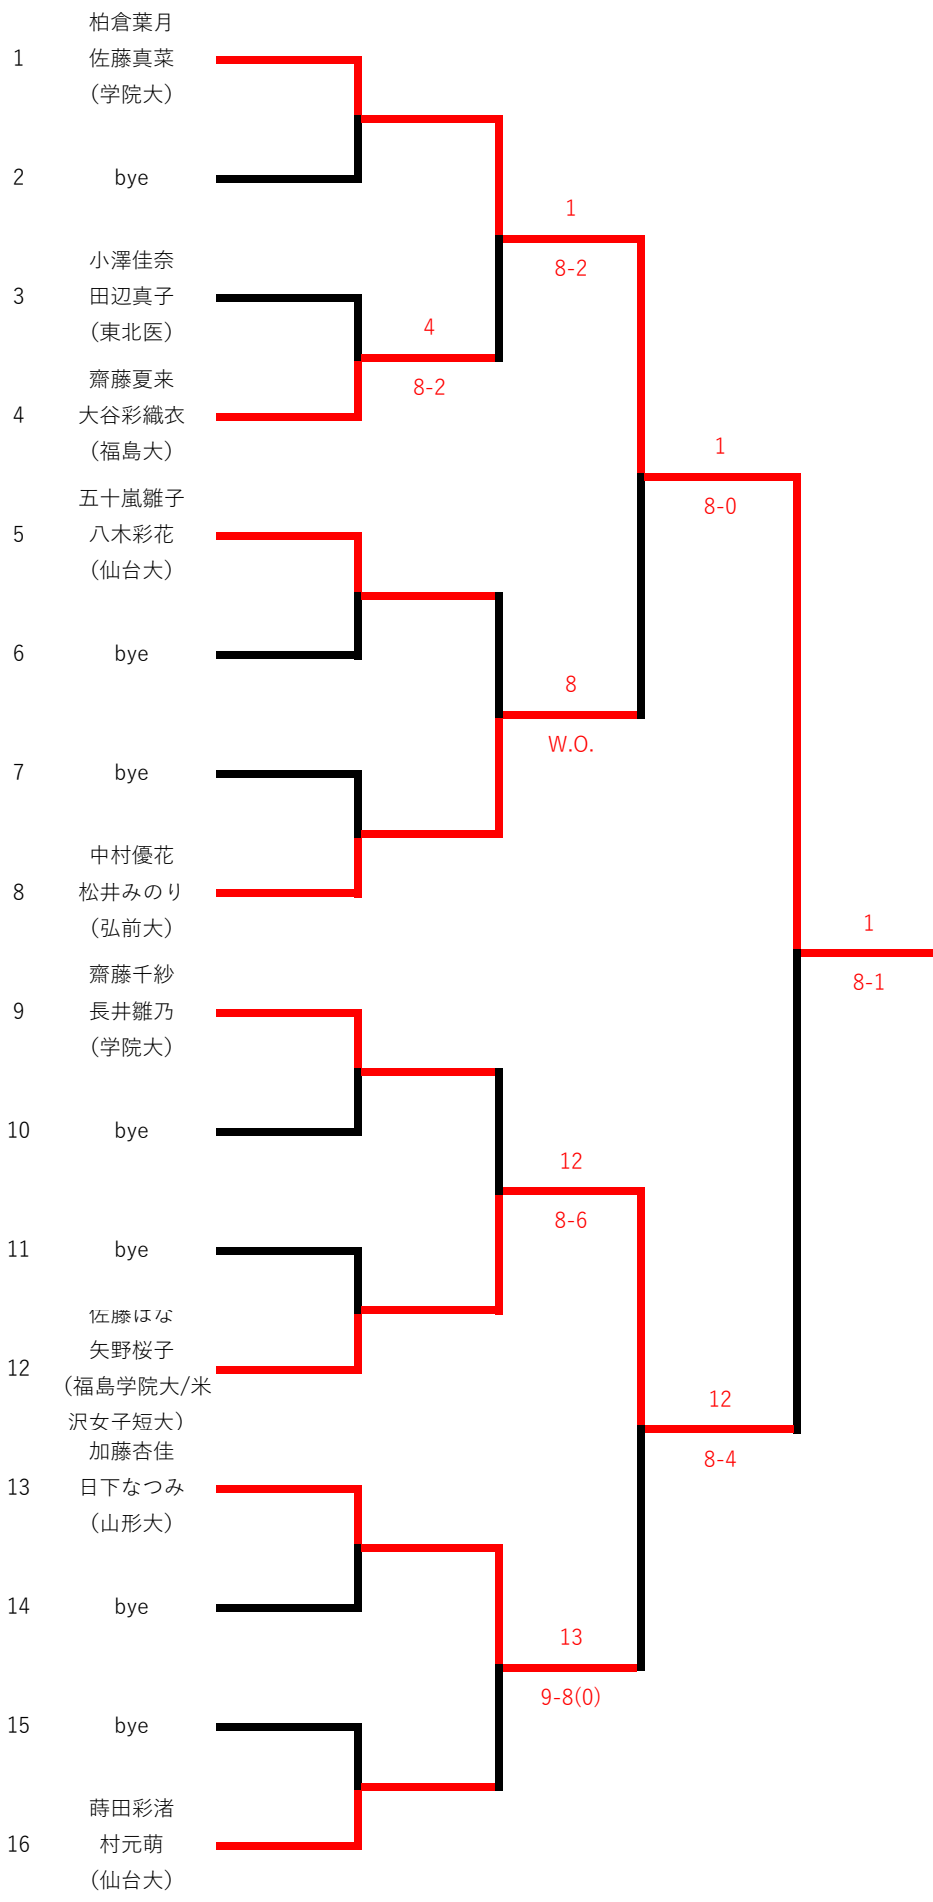 柏倉葉月
1 佐藤真菜
(学院大)
2 bye
1
8-2
小澤佳奈
3 田辺真子
(東北医)
4
8-2
齋藤夏来
4 大谷彩織衣
(福島大)
1
8-0
五十嵐雛子
5 八木彩花
(仙台大)
6 bye
8
W.O.
7 bye
中村優花
8 松井みのり
(弘前大)
1
8-1
齋藤千紗
9 長井雛乃
(学院大)
10 bye
12
8-6
11 bye
佐藤はな
12 矢野桜子
(福島学院大/米
沢女子短大)
12
8-4
加藤杏佳
13 日下なつみ
(山形大)
14 bye
13
9-8(0)
15 bye
蒔田彩渚
16 村元萌
(仙台大)